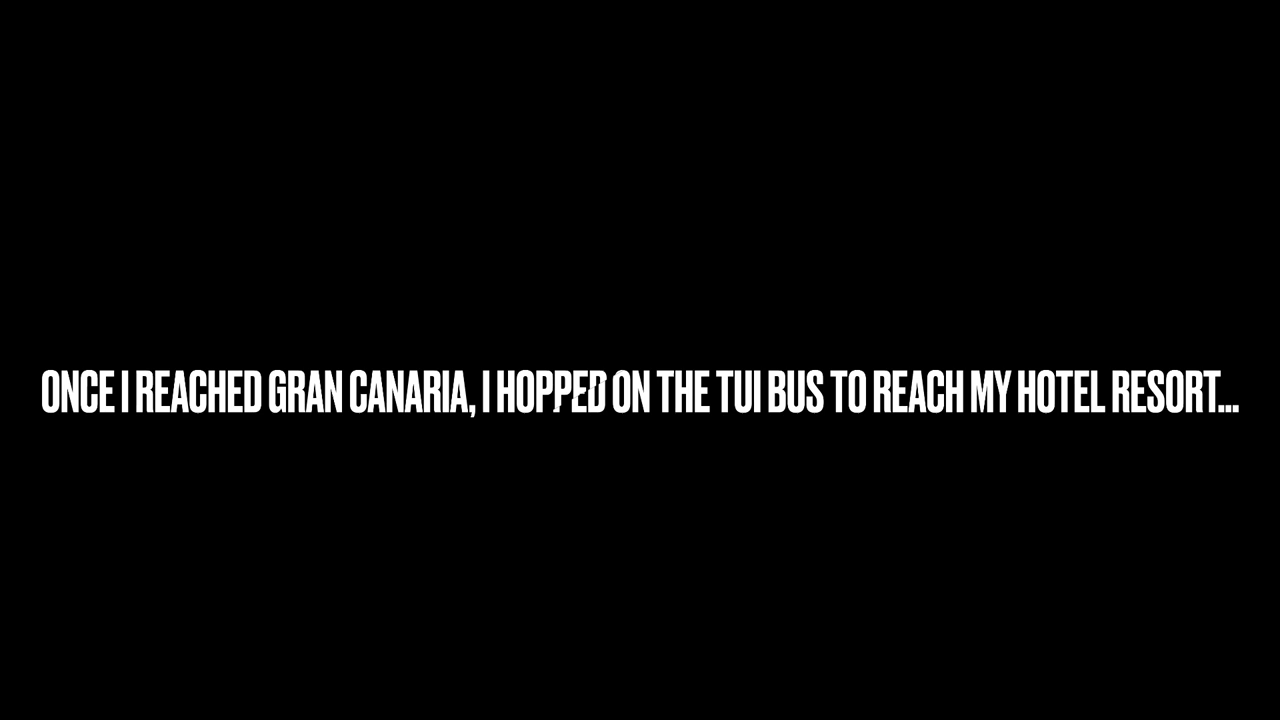 ONCE I REACHED GRAN CANARIA, I HOPPED ON THE TUI BUS TO REACH MY HOTEL RESORT...